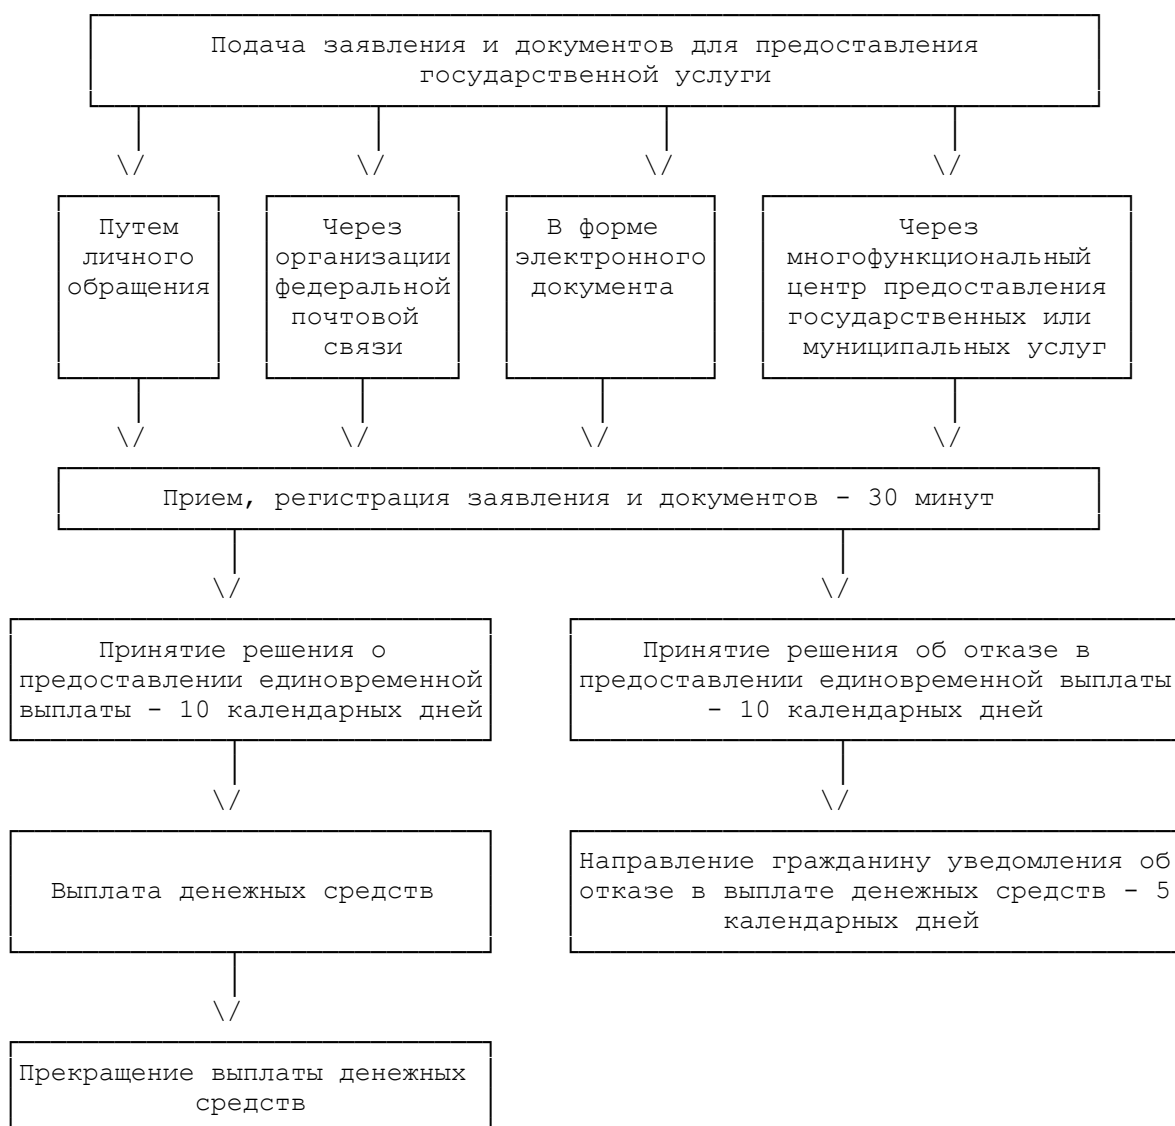 Подача заявления и документов для предоставления
государственной услуги
Путем
личного
обращения
Через
организации
федеральной
почтовой
связи
В форме
электронного
документа
Через
многофункциональный
центр предоставления
государственных или
муниципальных услуг
Прием, регистрация заявления и документов - 30 минут
Принятие решения о
предоставлении единовременной
выплаты - 10 календарных дней
Принятие решения об отказе в
предоставлении единовременной выплаты
- 10 календарных дней
Выплата денежных средств
Направление гражданину уведомления об
отказе в выплате денежных средств - 5
календарных дней
Прекращение выплаты денежных
средств